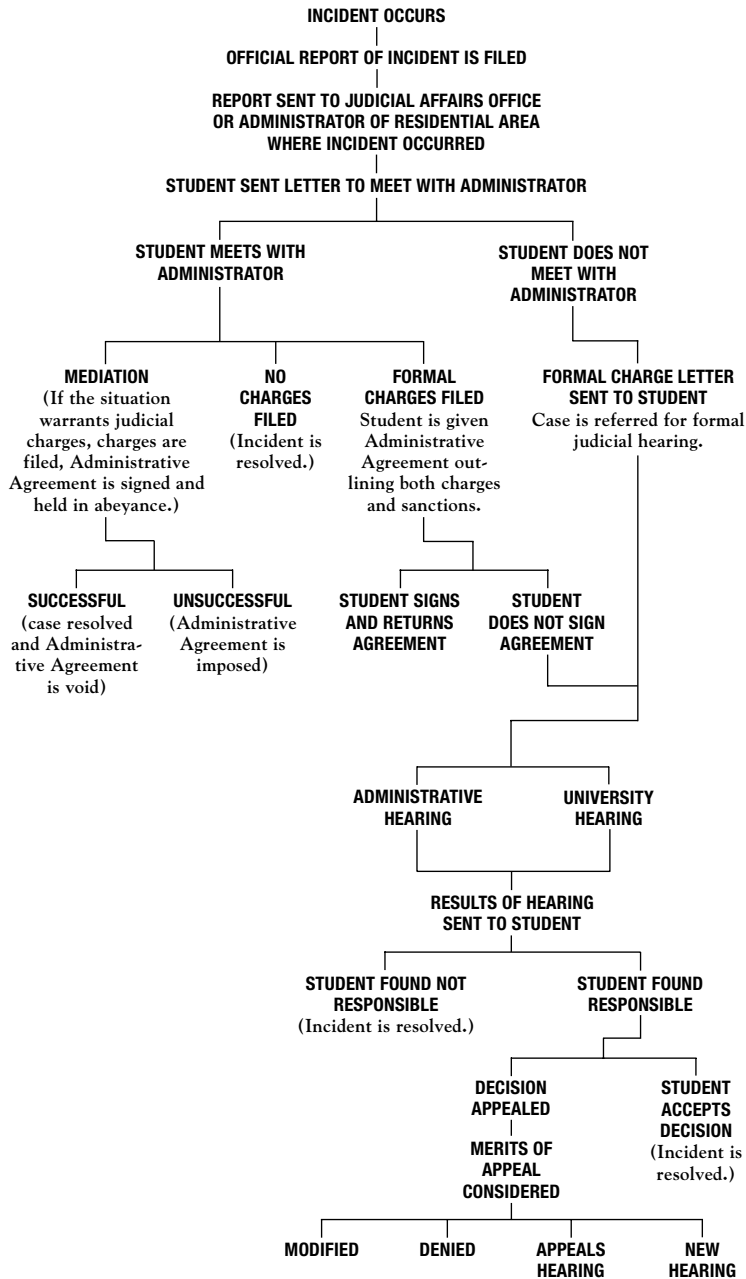 INCIDENT OCCURS
OFFICIAL REPORT OF INCIDENT IS FILED
REPORT SENT TO JUDICIAL AFFAIRS OFFICE
OR ADMINISTRATOR OF RESIDENTIAL AREA
WHERE INCIDENT OCCURRED
STUDENT SENT LETTER TO MEET WITH ADMINISTRATOR
STUDENT MEETS WITH
ADMINISTRATOR
STUDENT DOES NOT
MEET WITH
ADMINISTRATOR
MEDIATION
(If the situation
warrants judicial
charges, charges are
filed, Administrative
Agreement is signed and
held in abeyance.)
NO
CHARGES
FILED
(Incident is
resolved.)
FORMAL
CHARGES FILED
Student is given
Administrative
Agreement out-
lining both charges
and sanctions.
FORMAL CHARGE LETTER
SENT TO STUDENT
Case is referred for formal
judicial hearing.
SUCCESSFUL
(case resolved
and Administra-
tive Agreement
is void)
UNSUCCESSFUL
(Administrative
Agreement is
imposed)
STUDENT SIGNS
AND RETURNS
AGREEMENT
STUDENT
DOES NOT SIGN
AGREEMENT
ADMINISTRATIVE
HEARING
UNIVERSITY
HEARING
RESULTS OF HEARING
SENT TO STUDENT
STUDENT FOUND NOT
RESPONSIBLE
(Incident is resolved.)
STUDENT FOUND
RESPONSIBLE
DECISION
APPEALED
STUDENT
ACCEPTS
DECISION
(Incident is
resolved.)
MERITS OF
APPEAL
CONSIDERED
MODIFIED
DENIED
APPEALS
HEARING
NEW
HEARING